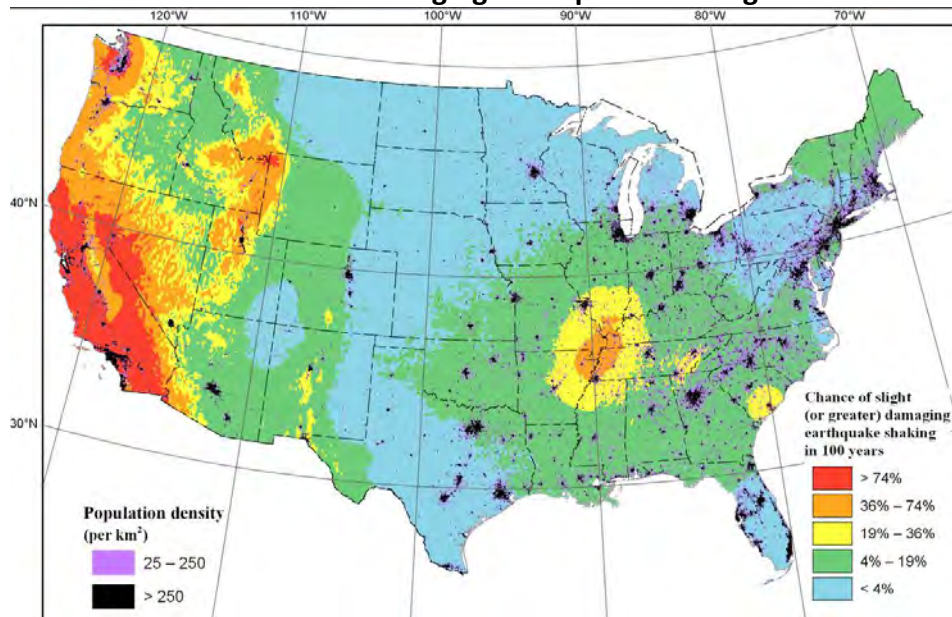 120°W 110°W 100°W 90°W 80°W 70°W
40°N
30°N
Chance of slight
(or greater) damaging
earthquake shaking
in 100 years
> 74%
36% – 74%
19% – 36%
4% – 19%
< 4%
Population density
(per km²)
25 – 250
> 250